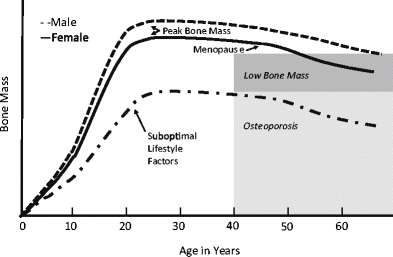 - -Male
—Female
Peak Bone Mass
Menopause
Low Bone Mass
Osteoporosis
Suboptimal
Lifestyle
Factors
Bone Mass
0 10 20 30 40 50 60
Age in Years